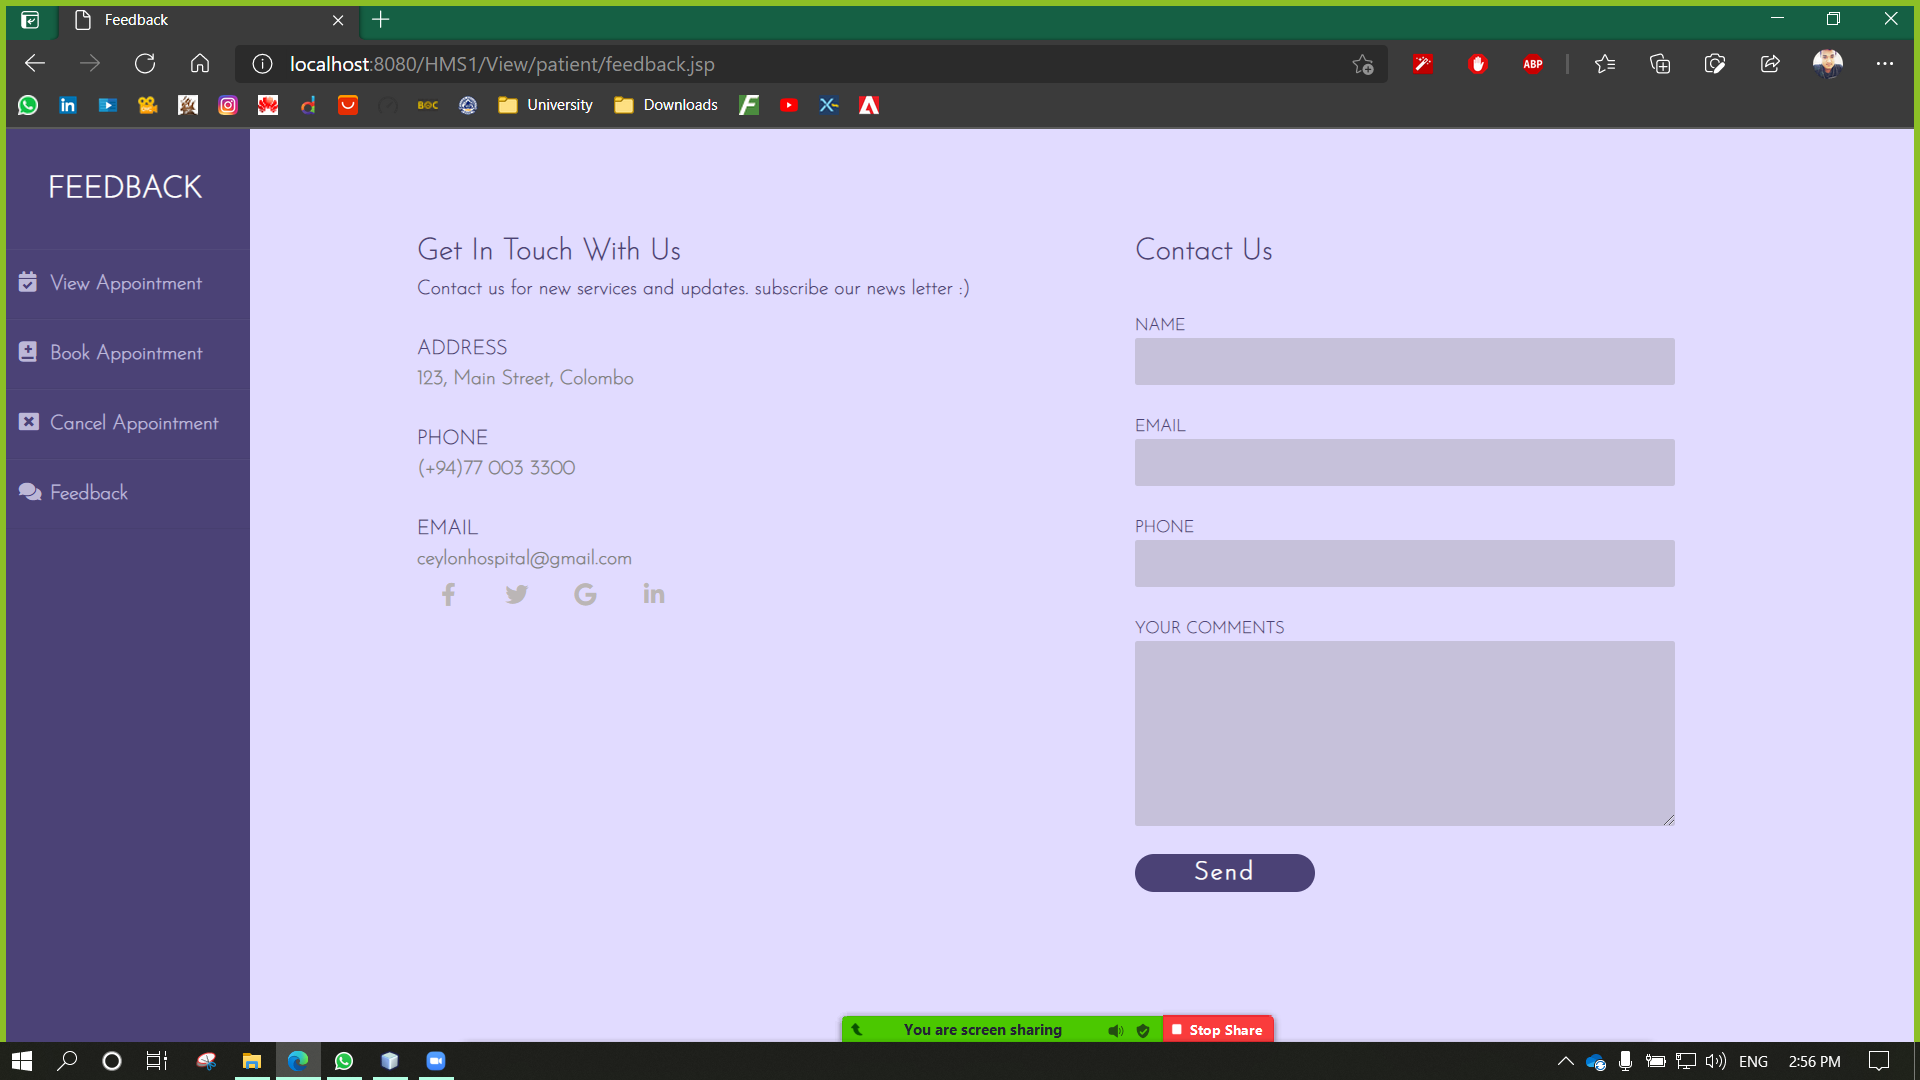 Feedback
localhost:8080/HMS1/View/patient/feedback.jsp
ABP
BOC
University
Downloads
FEEDBACK
View Appointment
Book Appointment
Cancel Appointment
Feedback
Get In Touch With Us
Contact us for new services and updates. subscribe our news letter :)
ADDRESS
123, Main Street, Colombo
PHONE
(+94)77 003 3300
EMAIL
ceylonhospital@gmail.com
Contact Us
NAME
EMAIL
PHONE
YOUR COMMENTS
Send
You are screen sharing
Stop Share
ENG
2:56 PM